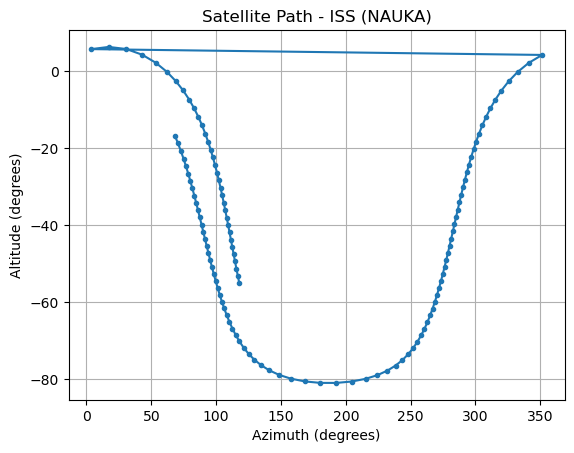 Satellite Path - ISS (NAUKA)
Altitude (degrees)
0
−20
−40
−60
−80
0 50 100 150 200 250 300 350
Azimuth (degrees)